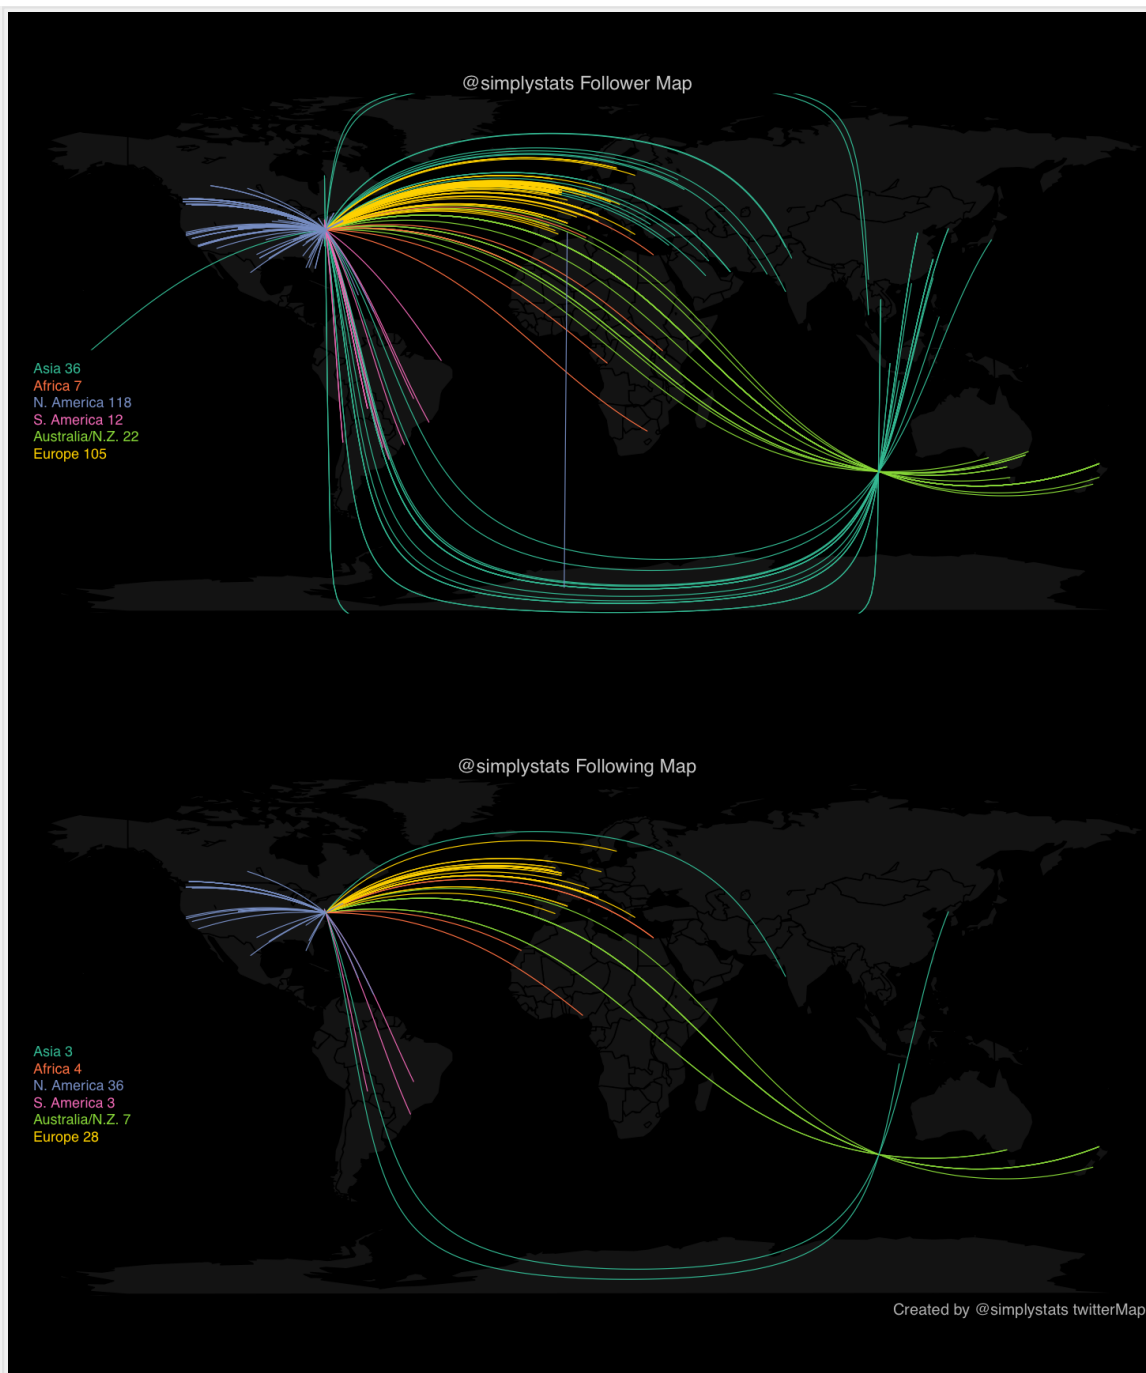 @simplystats Follower Map
Asia 36
Africa 7
N. America 118
S. America 12
Australia/N.Z. 22
Europe 105
@simplystats Following Map
Asia 3
Africa 4
N. America 36
S. America 3
Australia/N.Z. 7
Europe 28
Created by @simplystats twitterMap